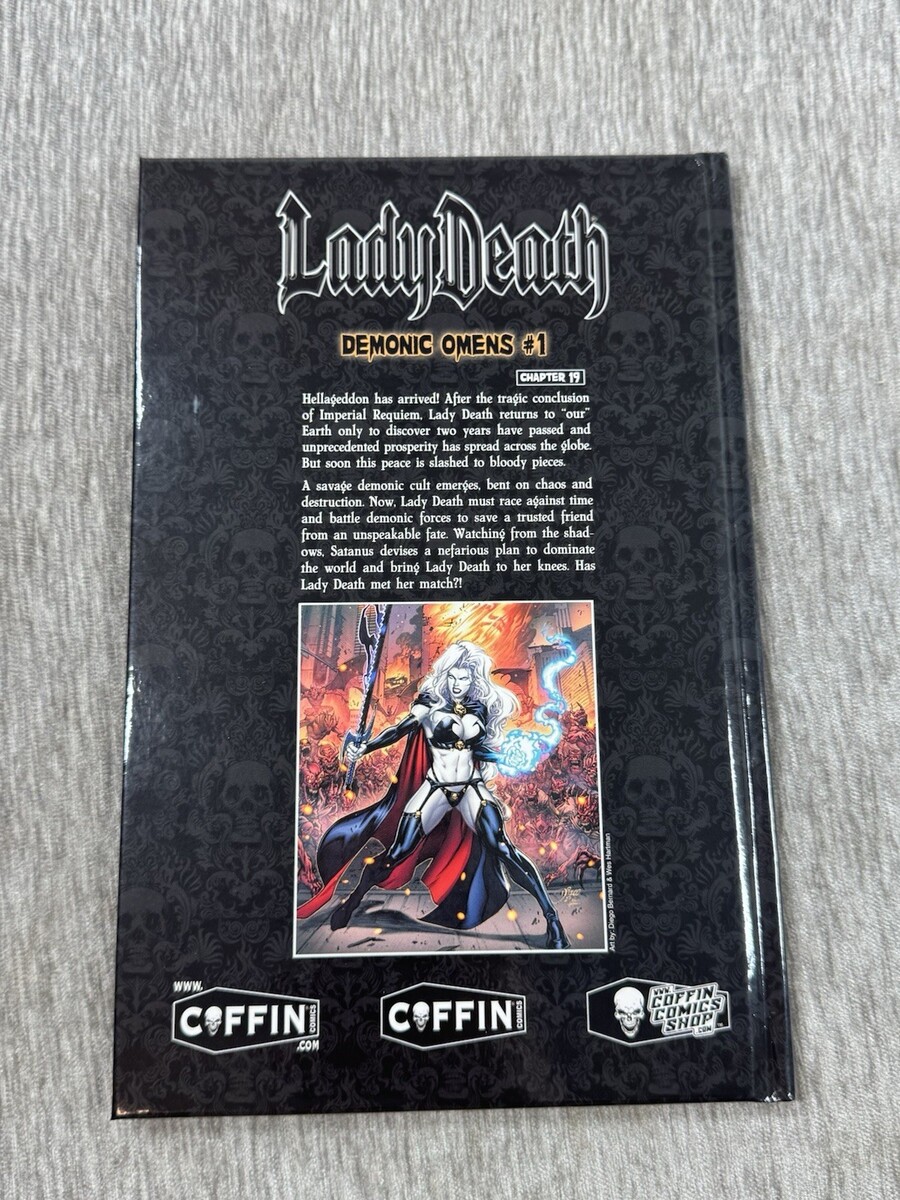 Lady Death
DEMONIC OMENS #1
CHAPTER 19
Hellageddon has arrived! After the tragic conclusion
of Imperial Requiem, Lady Death returns to "our"
Earth only to discover two years have passed and
unprecedented prosperity has spread across the globe.
But soon this peace is slashed to bloody pieces.
A savage demonic cult emerges, bent on chaos and
destruction. Now, Lady Death must race against time
and battle demonic forces to save a trusted friend
from an unspeakable fate. Watching from the shad-
ows, Satanus devises a nefarious plan to dominate
the world and bring Lady Death to her knees. Has
Lady Death met her match?!
Art by: Diego Bernard & Wes Hartman
WWW.
COFFIN
COMICS
.COM
COFFIN
COMICS
WWW.
COFFIN
COMICS
SHOP
.COM